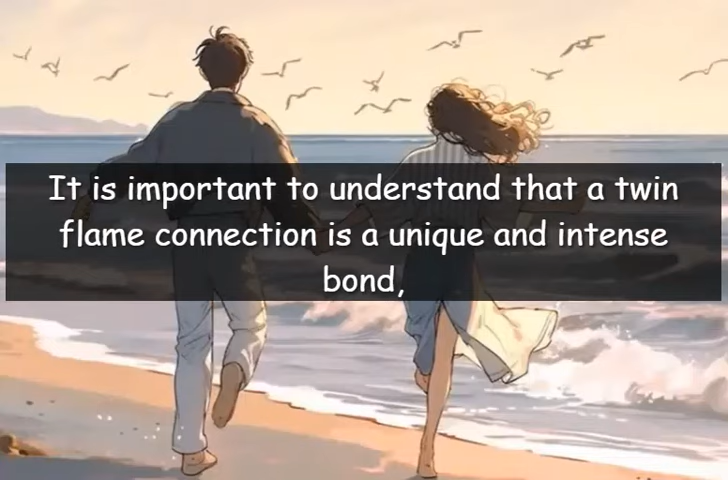 It is important to understand that a twin
flame connection is a unique and intense
bond,